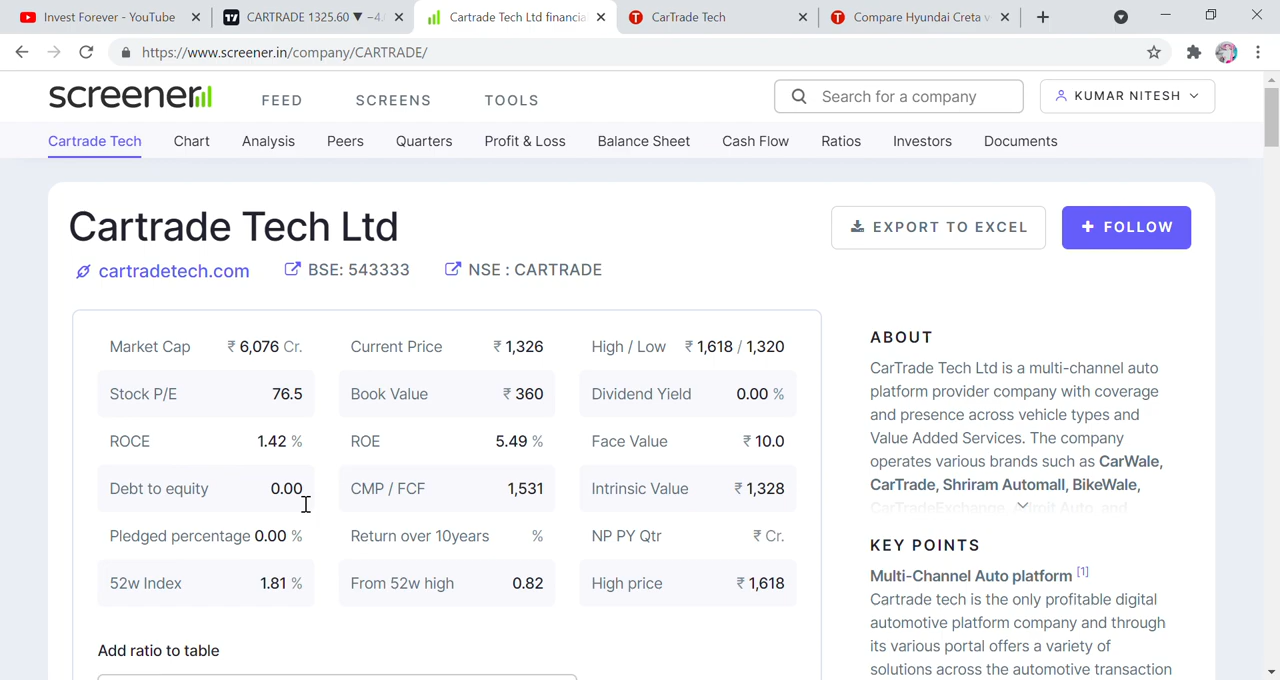 Invest Forever - YouTube
CARTRADE 1325.60 ▼ −4.
Cartrade Tech Ltd financia
CarTrade Tech
Compare Hyundai Creta v
https://www.screener.in/company/CARTRADE/
screener
FEED
SCREENS
TOOLS
Search for a company
KUMAR NITESH
Cartrade Tech
Chart
Analysis
Peers
Quarters
Profit & Loss
Balance Sheet
Cash Flow
Ratios
Investors
Documents
Cartrade Tech Ltd
EXPORT TO EXCEL
+ FOLLOW
cartradetech.com
BSE: 543333
NSE : CARTRADE
Market Cap ₹ 6,076 Cr.
Current Price ₹ 1,326
High / Low ₹ 1,618 / 1,320
Stock P/E 76.5
Book Value ₹ 360
Dividend Yield 0.00 %
ROCE 1.42 %
ROE 5.49 %
Face Value ₹ 10.0
Debt to equity 0.00
CMP / FCF 1,531
Intrinsic Value ₹ 1,328
Pledged percentage 0.00 %
Return over 10years %
NP PY Qtr ₹ Cr.
52w Index 1.81 %
From 52w high 0.82
High price ₹ 1,618
Add ratio to table
ABOUT
CarTrade Tech Ltd is a multi-channel auto
platform provider company with coverage
and presence across vehicle types and
Value Added Services. The company
operates various brands such as CarWale,
CarTrade, Shriram Automall, BikeWale,
CarTradeExchange, Auto, and
KEY POINTS
Multi-Channel Auto platform [1]
Cartrade tech is the only profitable digital
automotive platform company and through
its various portal offers a variety of
solutions across the automotive transaction